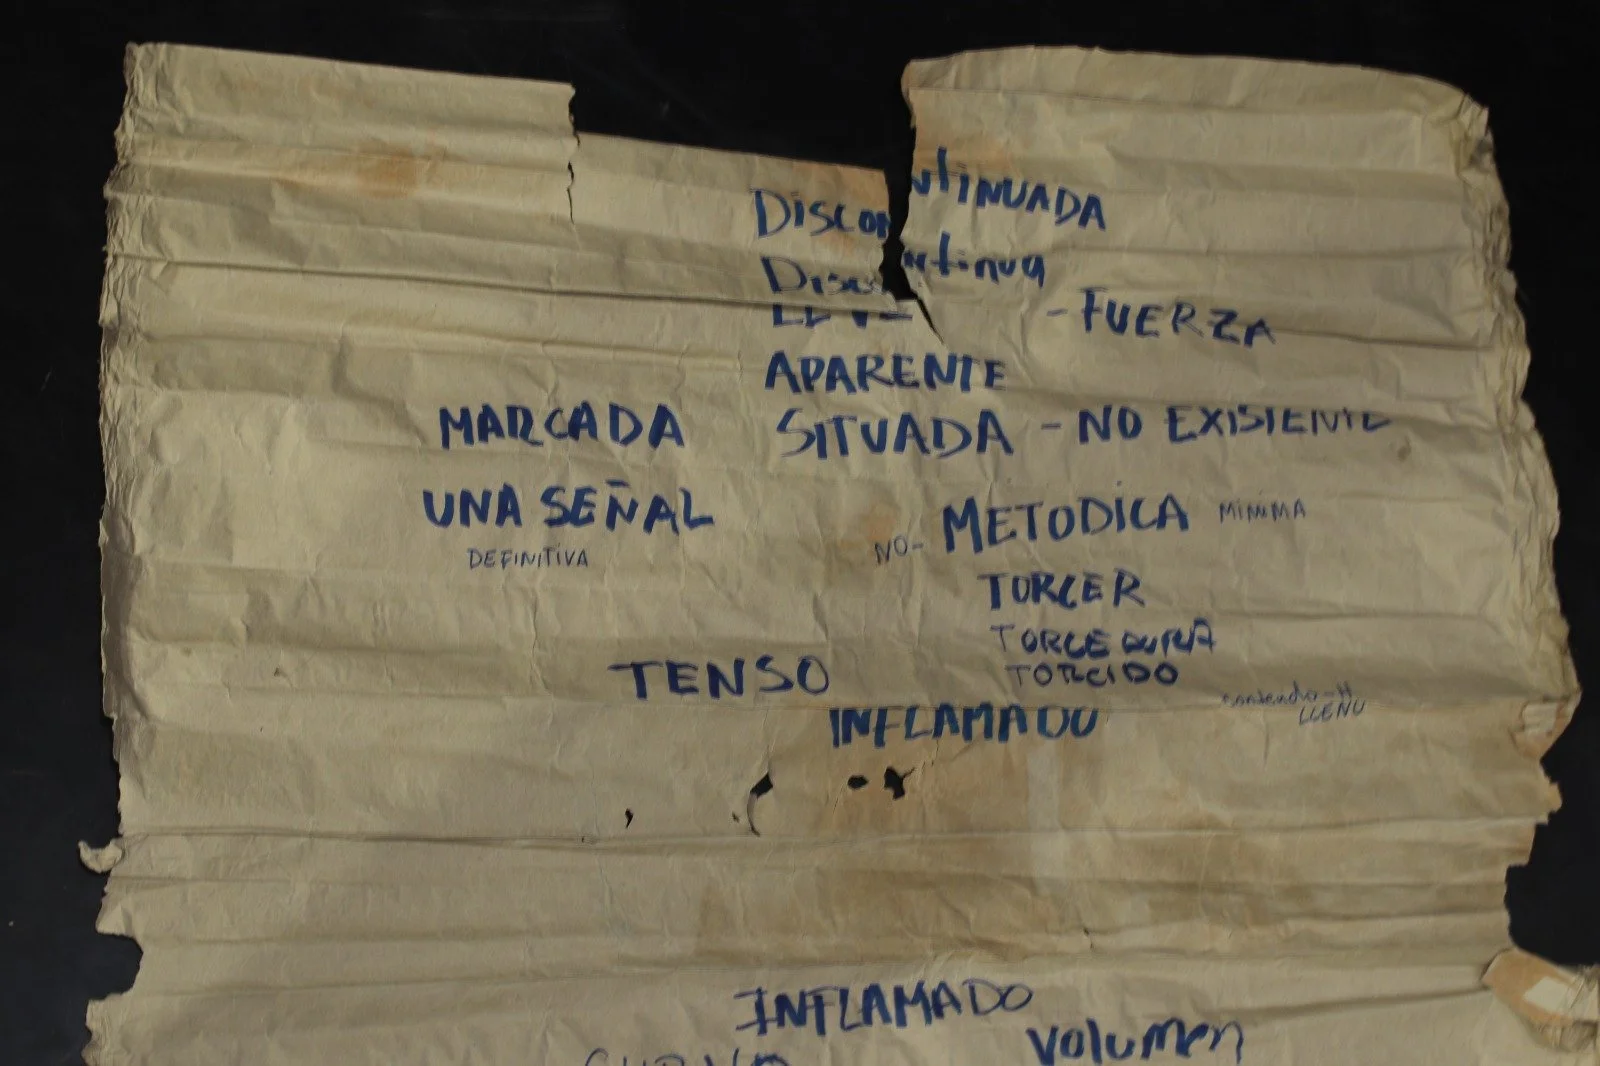 DISCONTINUADA
Discontinua
- FUERZA
APARENTE
MARCADA SITUADA - NO EXISTENTE
UNA SEÑAL NO- METODICA MINIMA
DEFINITIVA
TORCER
TORCEDURA
TENSO TORCIDO
LLENO
INFLAMADO
INFLAMADO
Volumen